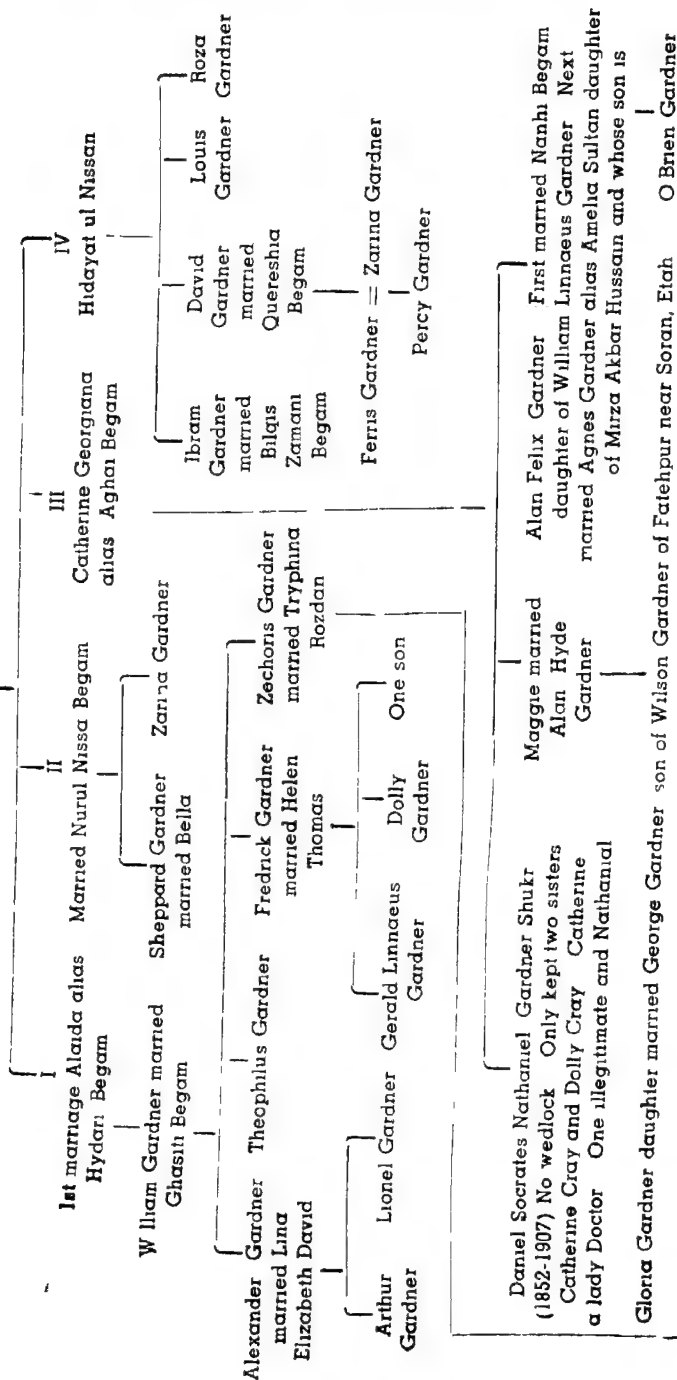 I
1st marriage Alaida alias
Hydari Begam
II
Married Nurul Nissa Begam
III
Catherine Georgiana
alias Aghai Begam
IV
Hidayat ul Nissan
W lliam Gardner married
Ghasiti Begam
Sheppard Gardner
married Bella
Zarina Gardner
Ibram
Gardner
married
Bilqis
Zamani
Begam
David
Gardner
married
Quereshia
Begam
Louis
Gardner
Roza
Gardner
Ferris Gardner = Zarina Gardner
Percy Gardner
Alexander Gardner
married Lina
Elizabeth David
Theophilus Gardner
Fredrick Gardner
married Helen
Thomas
Zechoris Gardner
married Tryphina
Rozdan
Arthur
Gardner
Lionel Gardner
Gerald Linnaeus
Gardner
Dolly
Gardner
One son
Daniel Socrates Nathaniel Gardner Shukr
(1852-1907) No wedlock Only kept two sisters
Catherine Cray and Dolly Cray Catherine
a lady Doctor One illegitimate and Nathanial
Maggie married
Alan Hyde
Gardner
Alan Felix Gardner First married Nanhi Begam
daughter of William Linnaeus Gardner Next
married Agnes Gardner alias Amelia Sultan daughter
of Mirza Akbar Hussain and whose son is
Gloria Gardner daughier married George Gardner son of Wilson Gardner of Fatehpur near Soran, Etah
O Brien Gardner